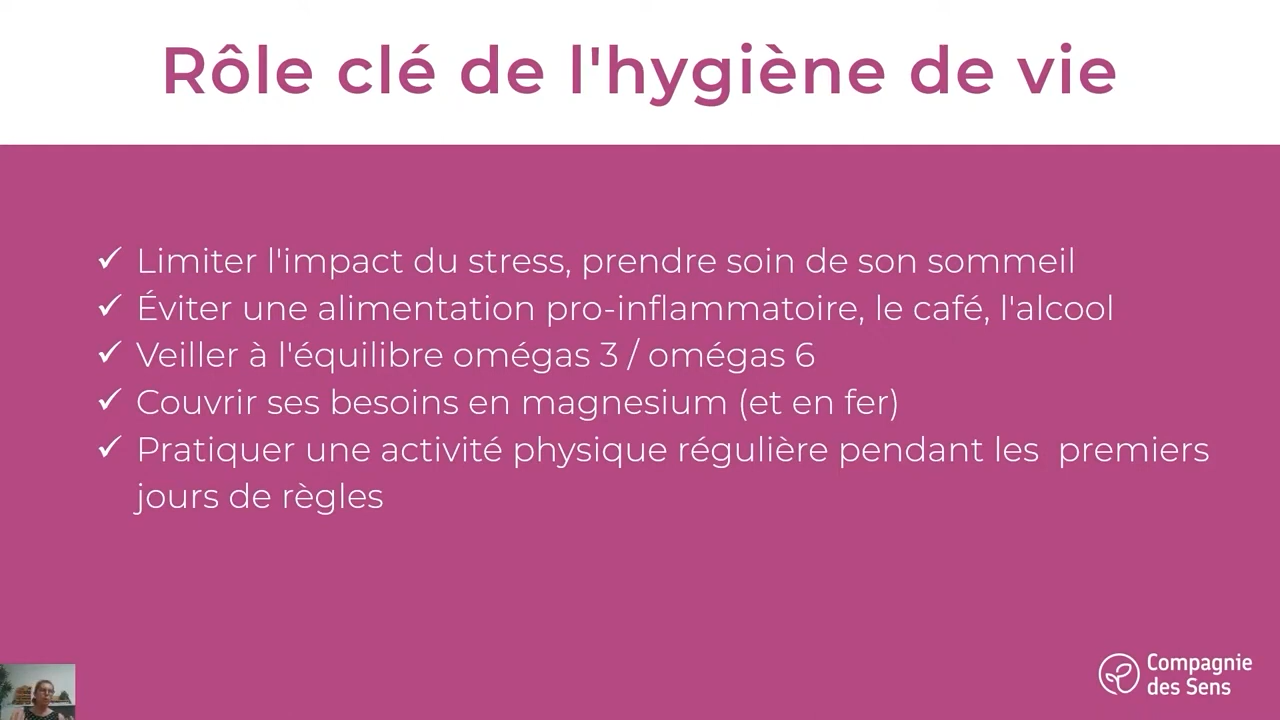 Rôle clé de l'hygiène de vie
✓ Limiter l'impact du stress, prendre soin de son sommeil
✓ Éviter une alimentation pro-inflammatoire, le café, l'alcool
✓ Veiller à l'équilibre omégas 3 / omégas 6
✓ Couvrir ses besoins en magnesium (et en fer)
✓ Pratiquer une activité physique régulière pendant les premiers
jours de règles
Compagnie
des Sens